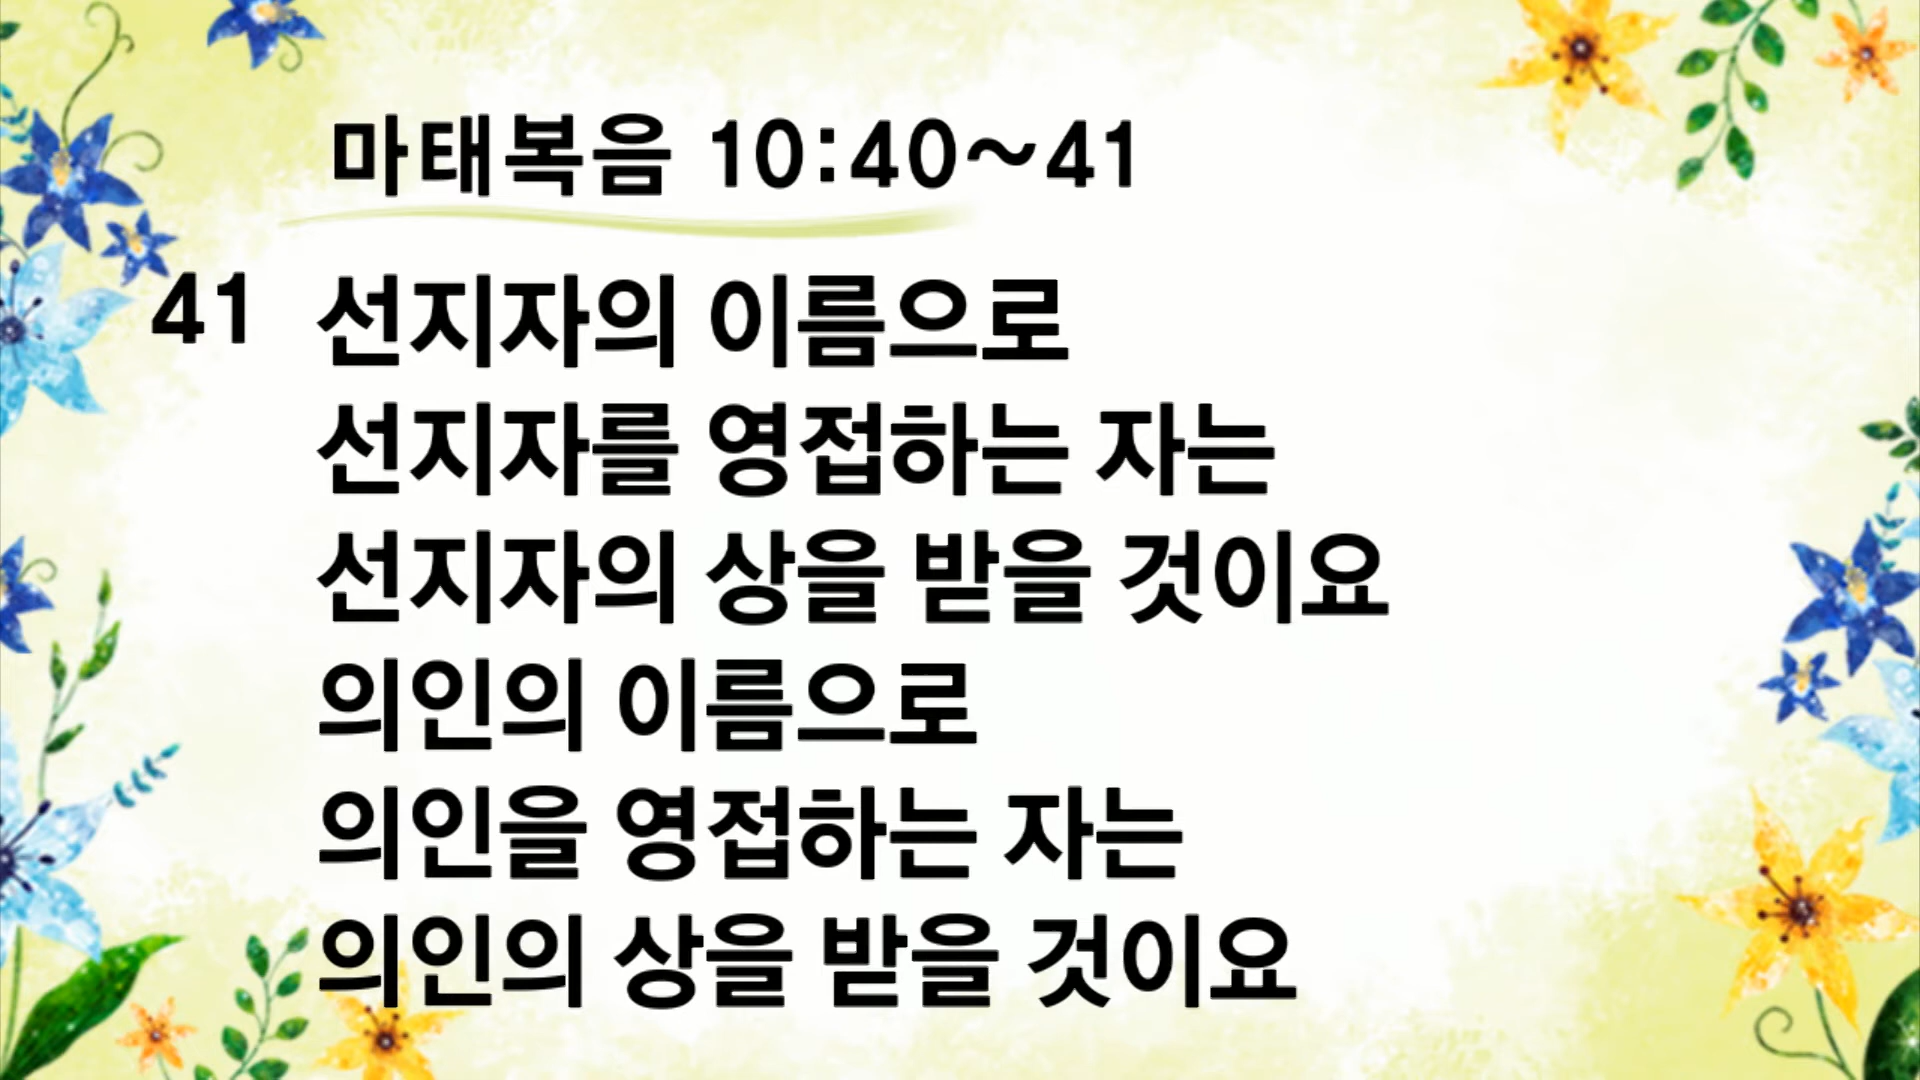 마태복음 10:40~41
41 선지자의 이름으로
선지자를 영접하는 자는
선지자의 상을 받을 것이요
의인의 이름으로
의인을 영접하는 자는
의인의 상을 받을 것이요